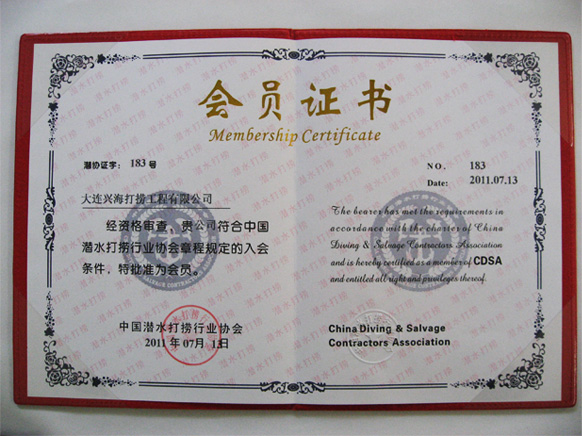 会员证书
Membership Certificate
潜协证字：183 号
大连兴海打捞工程有限公司
经资格审查，贵公司符合中国
潜水打捞行业协会章程规定的入会
条件，特批准为会员。
中国潜水打捞行业协会
2011 年 07月 13日
NO. 183
Date: 2011.07.13
The bearer has met the requirements in
accordance with the charter of China
Diving & Salvage Contractors Association
and is hereby certified as a member of CDSA
and entitled all right and privileges thereof.
China Diving & Salvage
Contractors Association